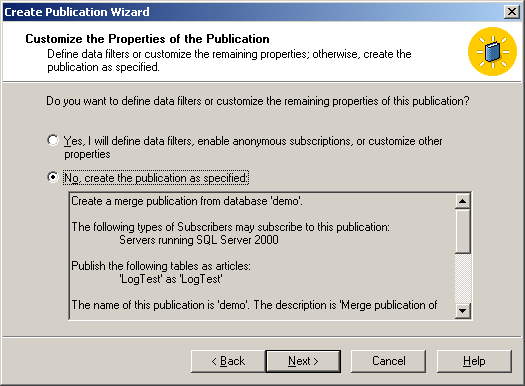 Create Publication Wizard
Customize the Properties of the Publication
Define data filters or customize the remaining properties; otherwise, create the
publication as specified.
Do you want to define data filters or customize the remaining properties of this publication?
Yes, I will define data filters, enable anonymous subscriptions, or customize other
properties
No, create the publication as specified:
Create a merge publication from database 'demo'.
The following types of Subscribers may subscribe to this publication:
Servers running SQL Server 2000
Publish the following tables as articles:
'LogTest' as 'LogTest'
The name of this publication is 'demo'. The description is 'Merge publication of
< Back Next > Cancel Help